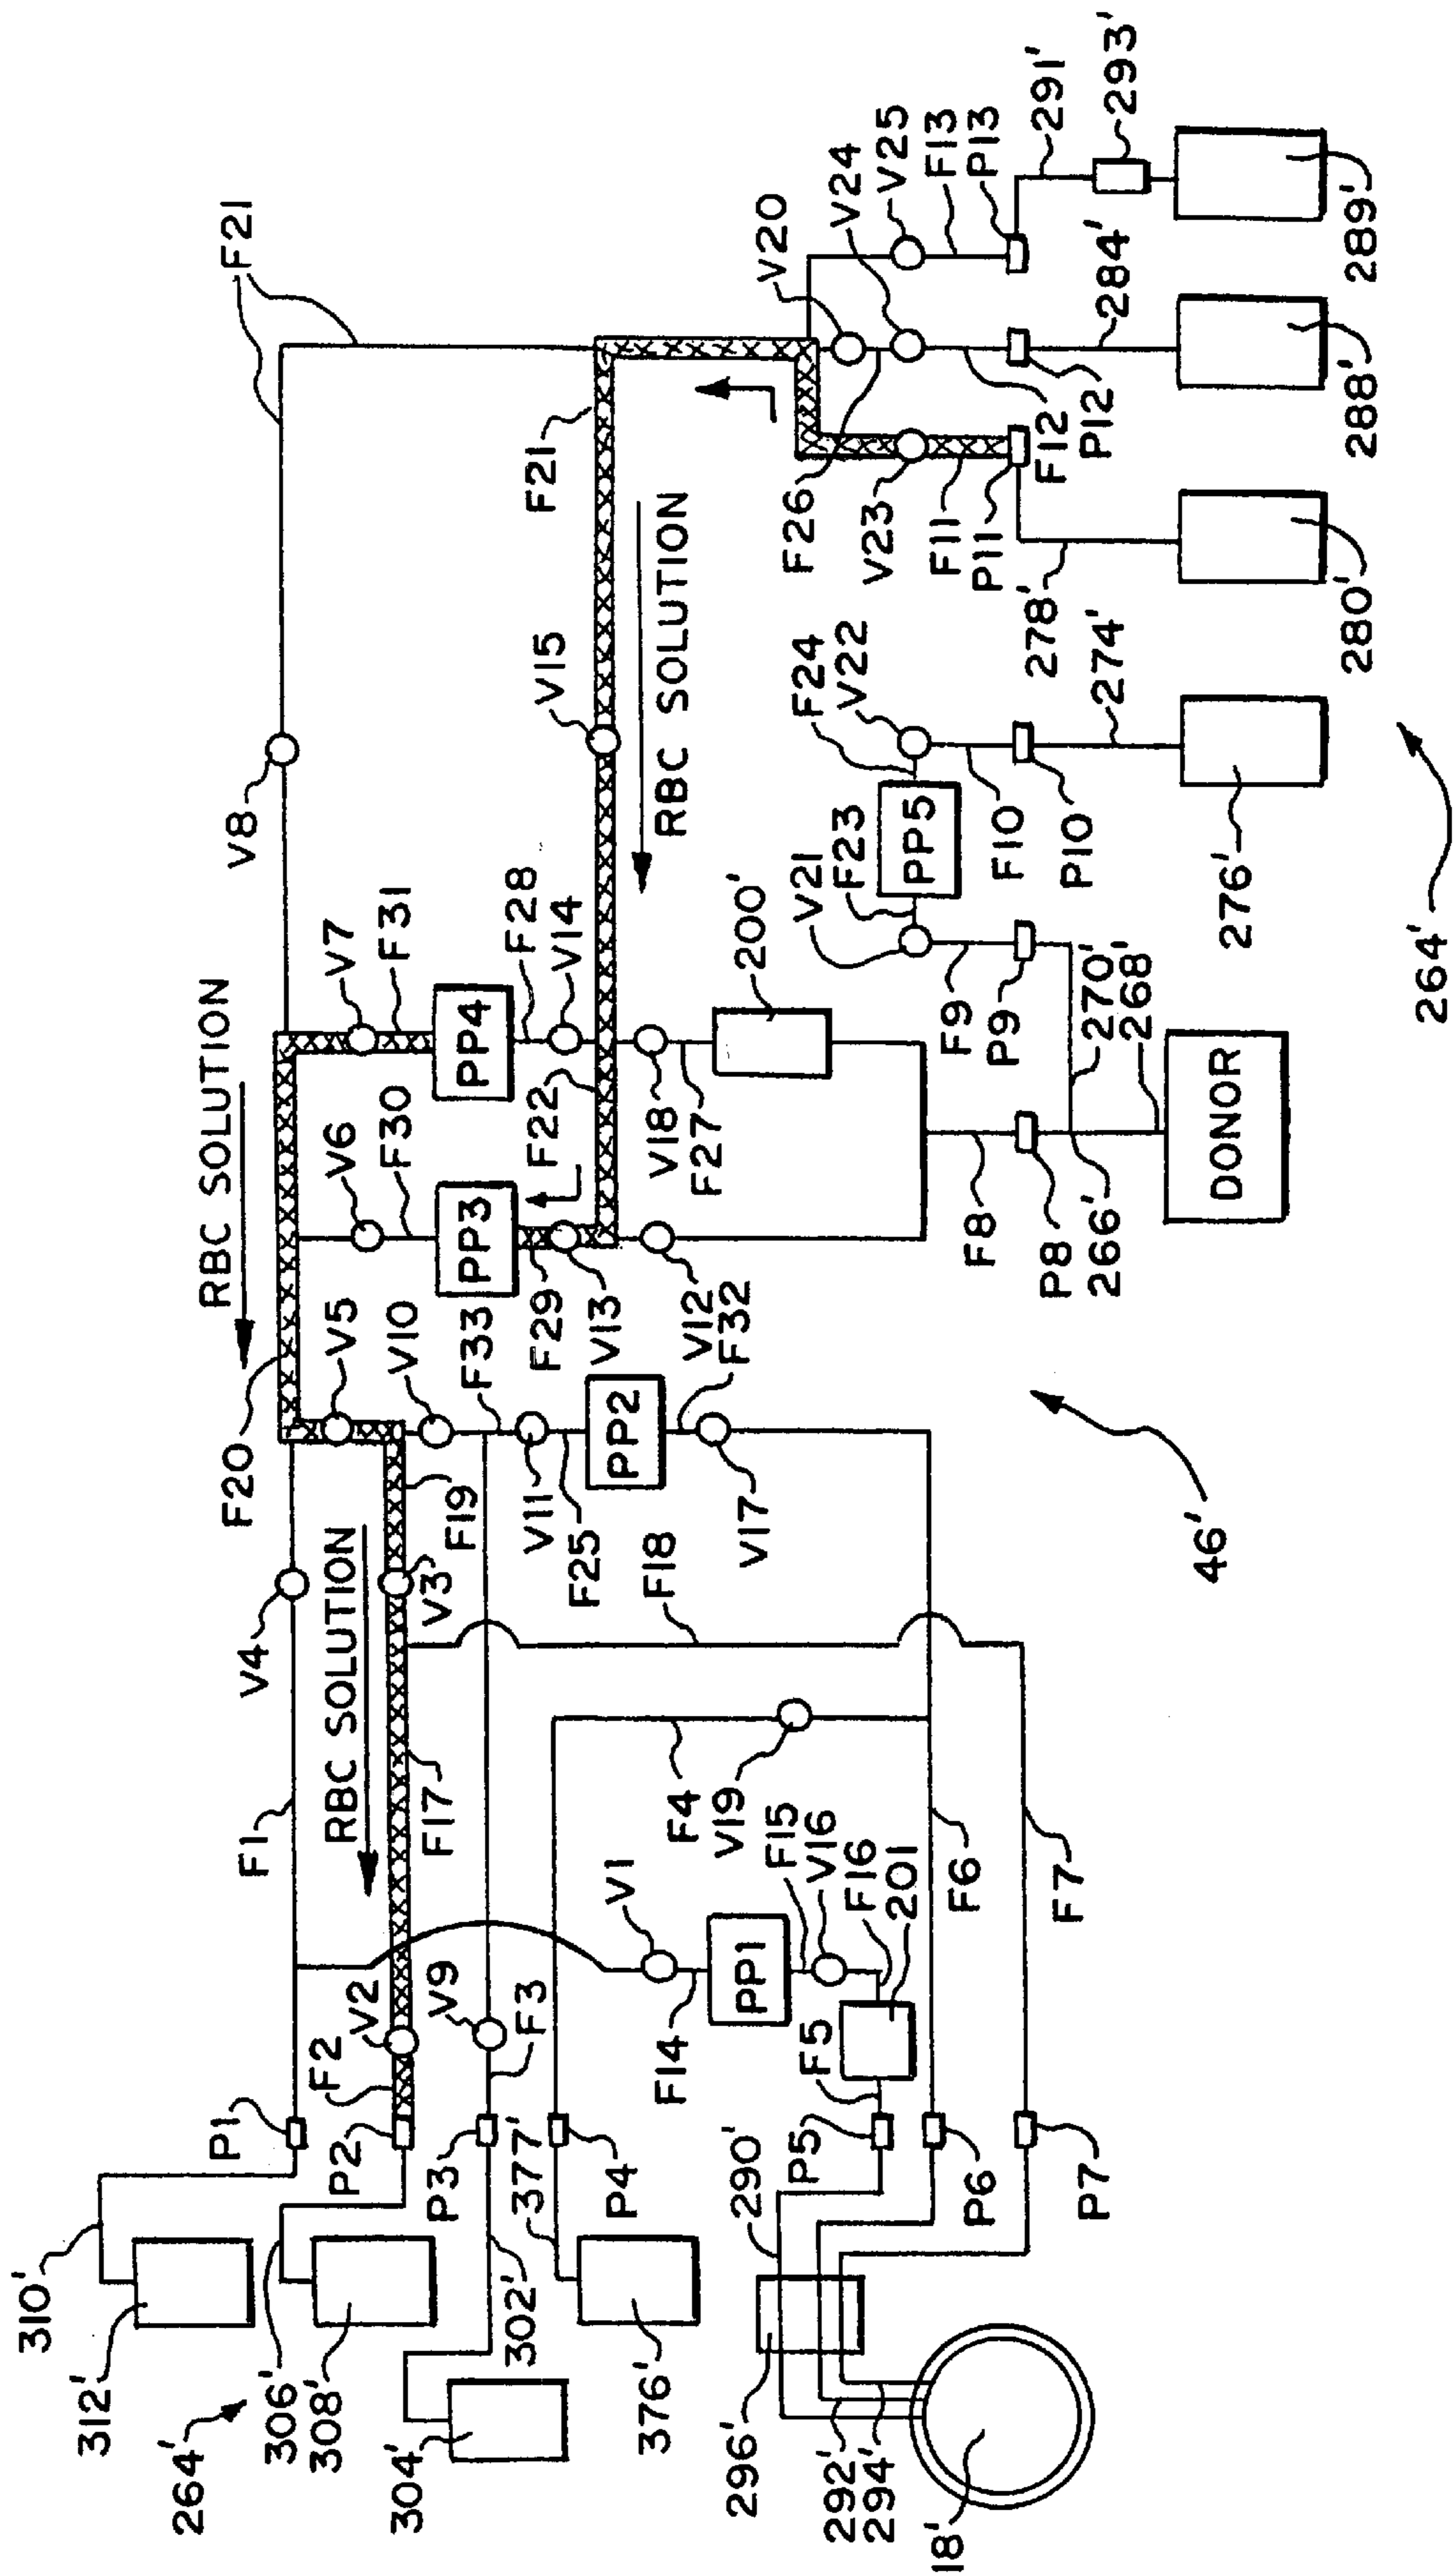 310'
312'
264'
306'
308'
304'
302'
376'
377'
P1
P2
P3
P4
F1
V4
RBC SOLUTION
F2
V2
V9
F3
F17
V3
F19
F20
RBC SOLUTION
V5
V10
F33
V11
F25
PP2
F32
V17
V12
F18
F4
V19
V1
F14
PP1
F15
V16
F16
201
F5
P5
P6
P7
F6
F7
290'
296'
292'
294'
18'
46'
V6
F30
PP3
F29
V13
F22
V7
F31
PP4
F28
V14
V18
F27
200'
F8
P8
266'
268'
270'
DONOR
V8
F21
F21
V15
RBC SOLUTION
V21
F23
PP5
F24
V22
F9
P9
F10
P10
274'
276'
264'
F26
V23
F11
P11
278'
280'
V20
V24
F12
P12
284'
288'
V25
F13
P13
291'
293'
289'